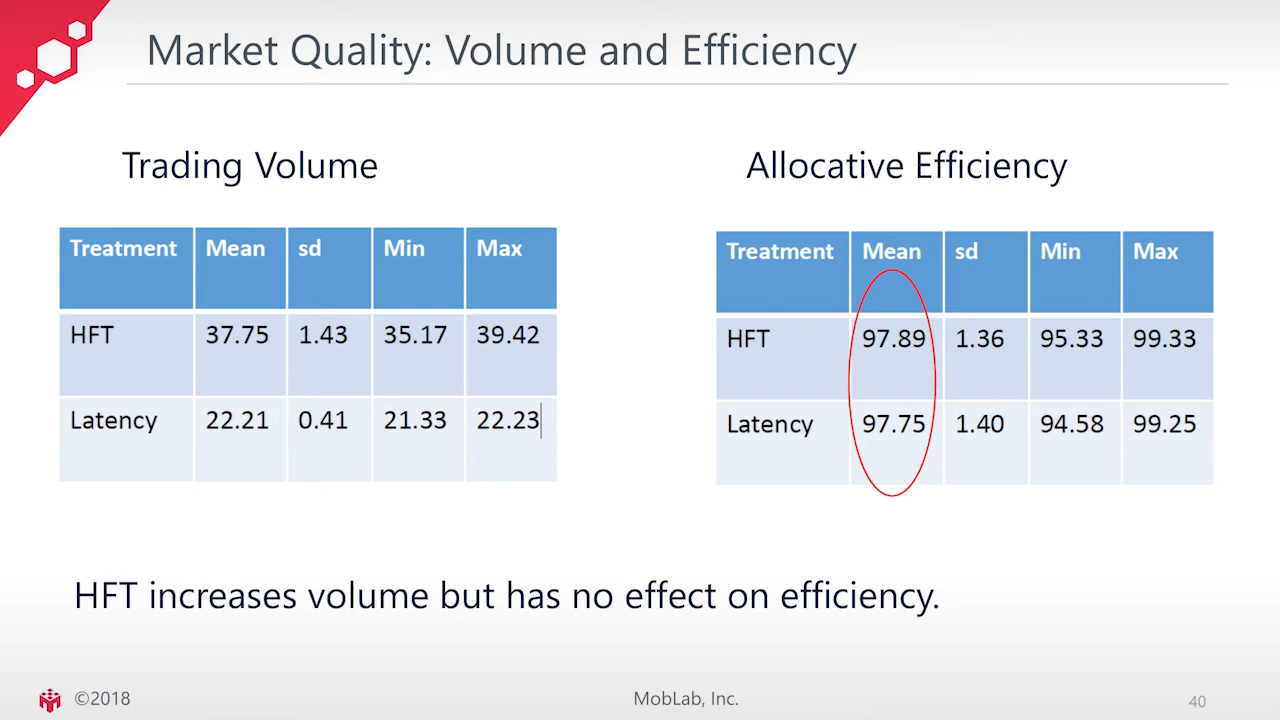 Market Quality: Volume and Efficiency
Trading Volume
Treatment Mean sd Min Max
HFT 37.75 1.43 35.17 39.42
Latency 22.21 0.41 21.33 22.23
Allocative Efficiency
Treatment Mean sd Min Max
HFT 97.89 1.36 95.33 99.33
Latency 97.75 1.40 94.58 99.25
HFT increases volume but has no effect on efficiency.
©2018
MobLab, Inc.
40